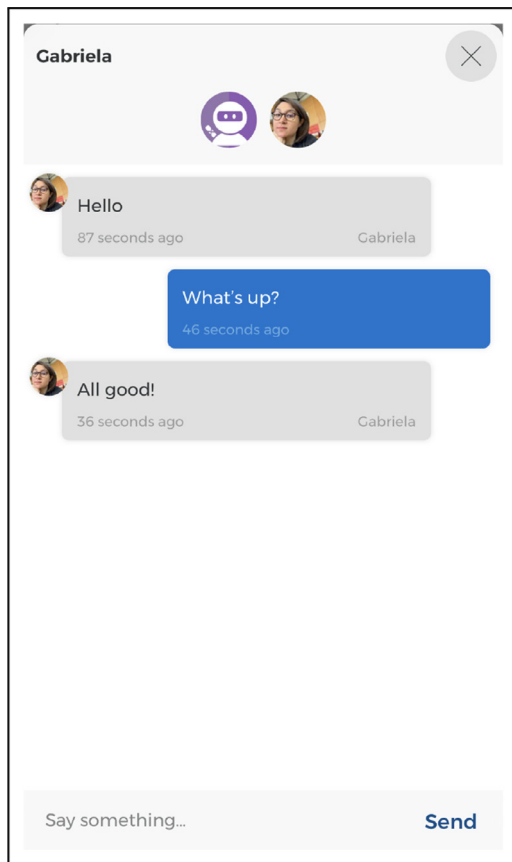 Gabriela
Hello
87 seconds ago Gabriela
What's up?
46 seconds ago
All good!
36 seconds ago Gabriela
Say something... Send